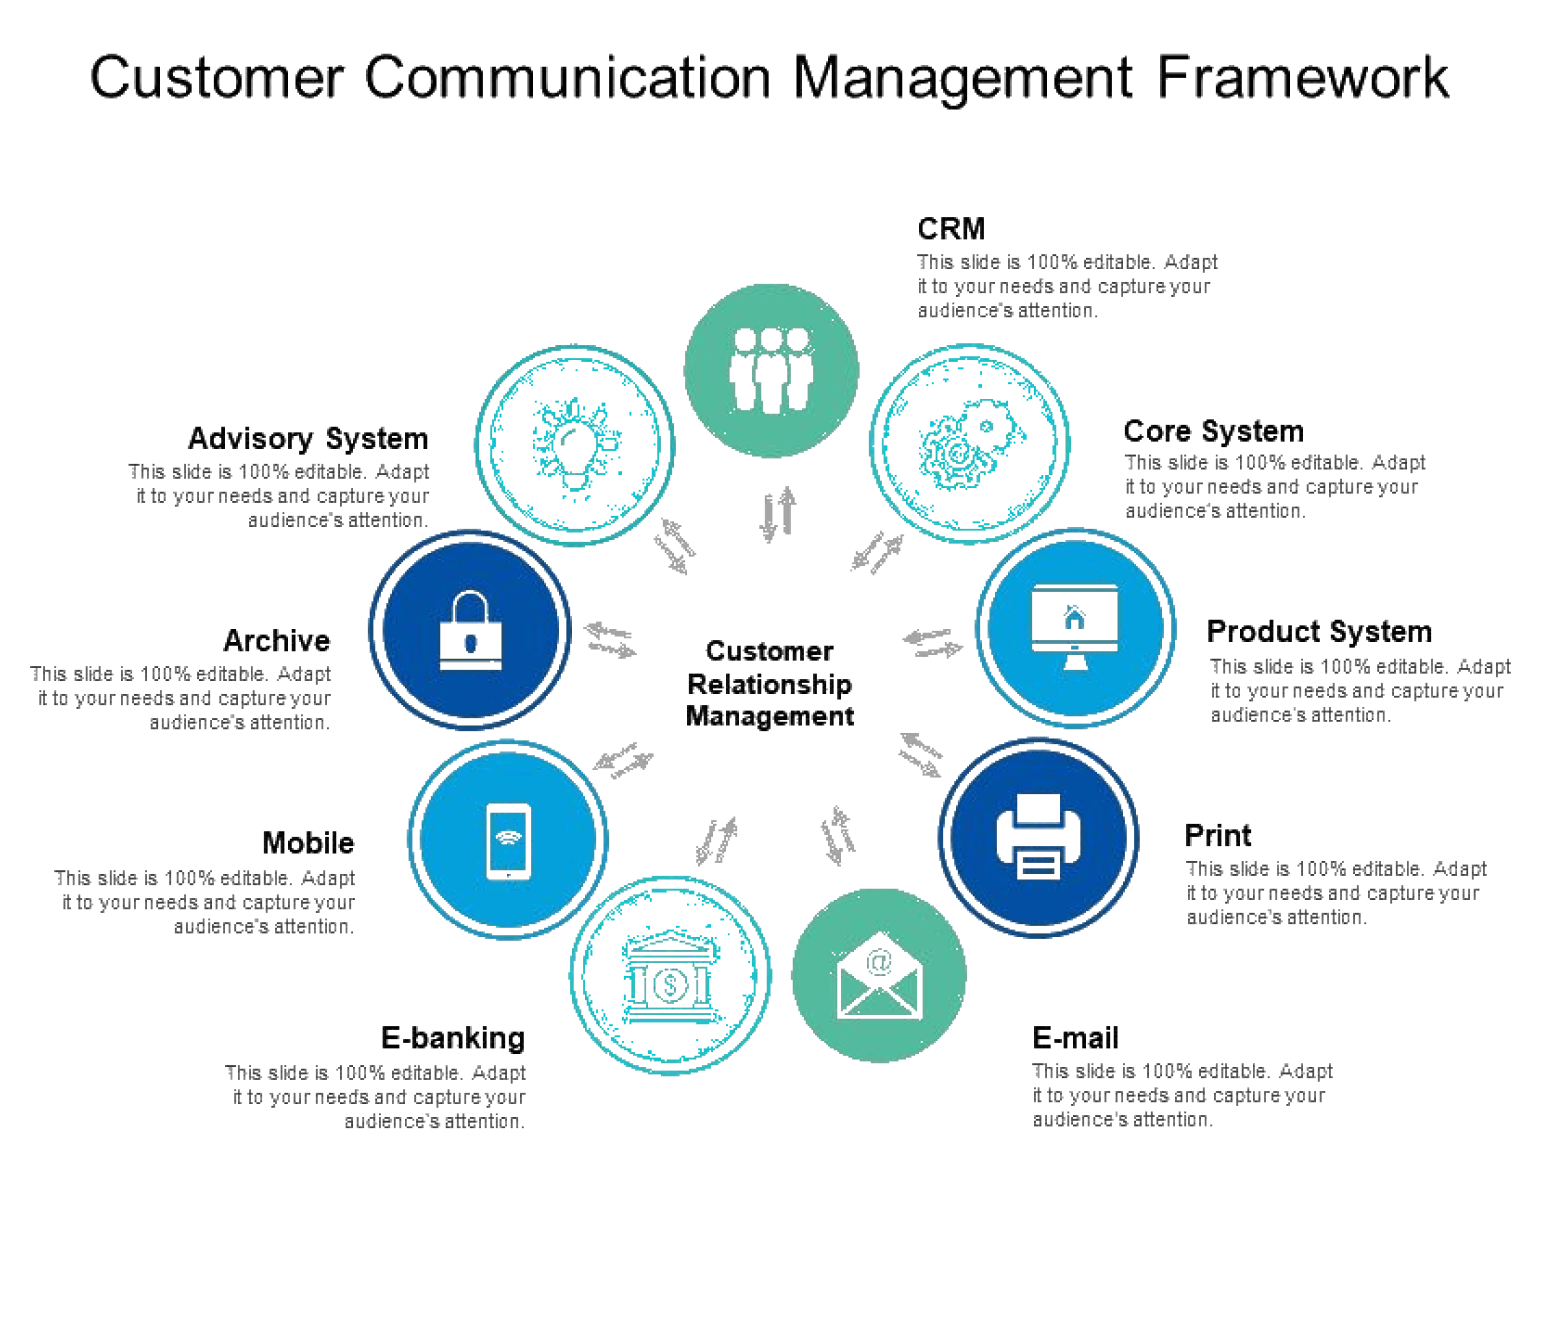 Customer Communication Management Framework
CRM
This slide is 100% editable. Adapt
it to your needs and capture your
audience's attention.
Core System
This slide is 100% editable. Adapt
it to your needs and capture your
audience's attention.
Product System
This slide is 100% editable. Adapt
it to your needs and capture your
audience's attention.
Print
This slide is 100% editable. Adapt
it to your needs and capture your
audience's attention.
E-mail
This slide is 100% editable. Adapt
it to your needs and capture your
audience's attention.
E-banking
This slide is 100% editable. Adapt
it to your needs and capture your
audience's attention.
Mobile
This slide is 100% editable. Adapt
it to your needs and capture your
audience's attention.
Archive
This slide is 100% editable. Adapt
it to your needs and capture your
audience's attention.
Advisory System
This slide is 100% editable. Adapt
it to your needs and capture your
audience's attention.
Customer
Relationship
Management
@
$